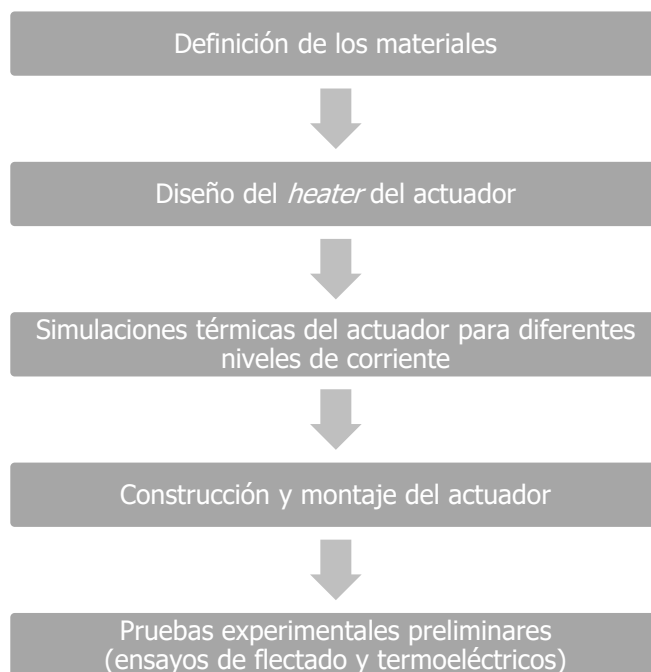 Definición de los materiales
Diseño del heater del actuador
Simulaciones térmicas del actuador para diferentes
niveles de corriente
Construcción y montaje del actuador
Pruebas experimentales preliminares
(ensayos de flectado y termoeléctricos)